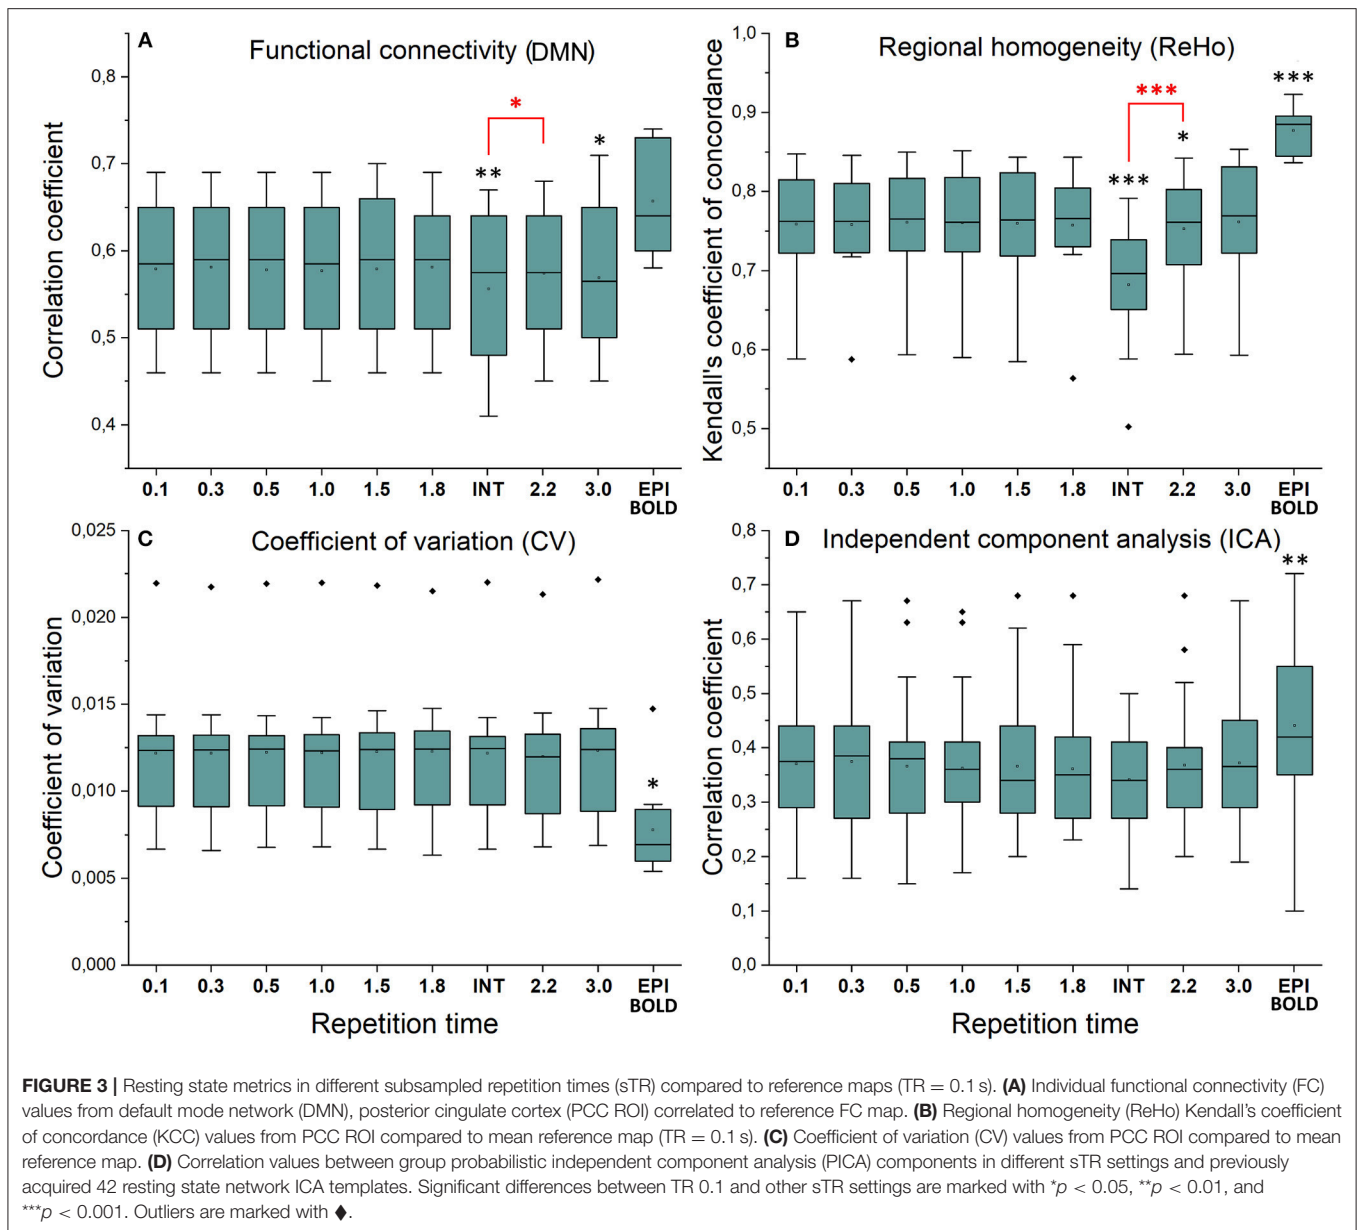 A
Functional connectivity (DMN)
Correlation coefficient
0,8
0,7
0,6
0,5
0,4
*
**
*
0.1 0.3 0.5 1.0 1.5 1.8 INT 2.2 3.0 EPI
BOLD
B
Regional homogeneity (ReHo)
Kendall's coefficient of concordance
1,0
0,9
0,8
0,7
0,6
0,5
***
***
*
***
0.1 0.3 0.5 1.0 1.5 1.8 INT 2.2 3.0 EPI
BOLD
C
Coefficient of variation (CV)
Coefficient of variation
0,025
0,020
0,015
0,010
0,005
0,000
*
0.1 0.3 0.5 1.0 1.5 1.8 INT 2.2 3.0 EPI
BOLD
Repetition time
D
Independent component analysis (ICA)
Correlation coefficient
0,8
0,7
0,6
0,5
0,4
0,3
0,2
0,1
0,0
**
0.1 0.3 0.5 1.0 1.5 1.8 INT 2.2 3.0 EPI
BOLD
Repetition time
FIGURE 3 | Resting state metrics in different subsampled repetition times (sTR) compared to reference maps (TR = 0.1 s). (A) Individual functional connectivity (FC)
values from default mode network (DMN), posterior cingulate cortex (PCC ROI) correlated to reference FC map. (B) Regional homogeneity (ReHo) Kendall's coefficient
of concordance (KCC) values from PCC ROI compared to mean reference map (TR = 0.1 s). (C) Coefficient of variation (CV) values from PCC ROI compared to mean
reference map. (D) Correlation values between group probabilistic independent component analysis (PICA) components in different sTR settings and previously
acquired 42 resting state network ICA templates. Significant differences between TR 0.1 and other sTR settings are marked with *p < 0.05, **p < 0.01, and
***p < 0.001. Outliers are marked with ♦.